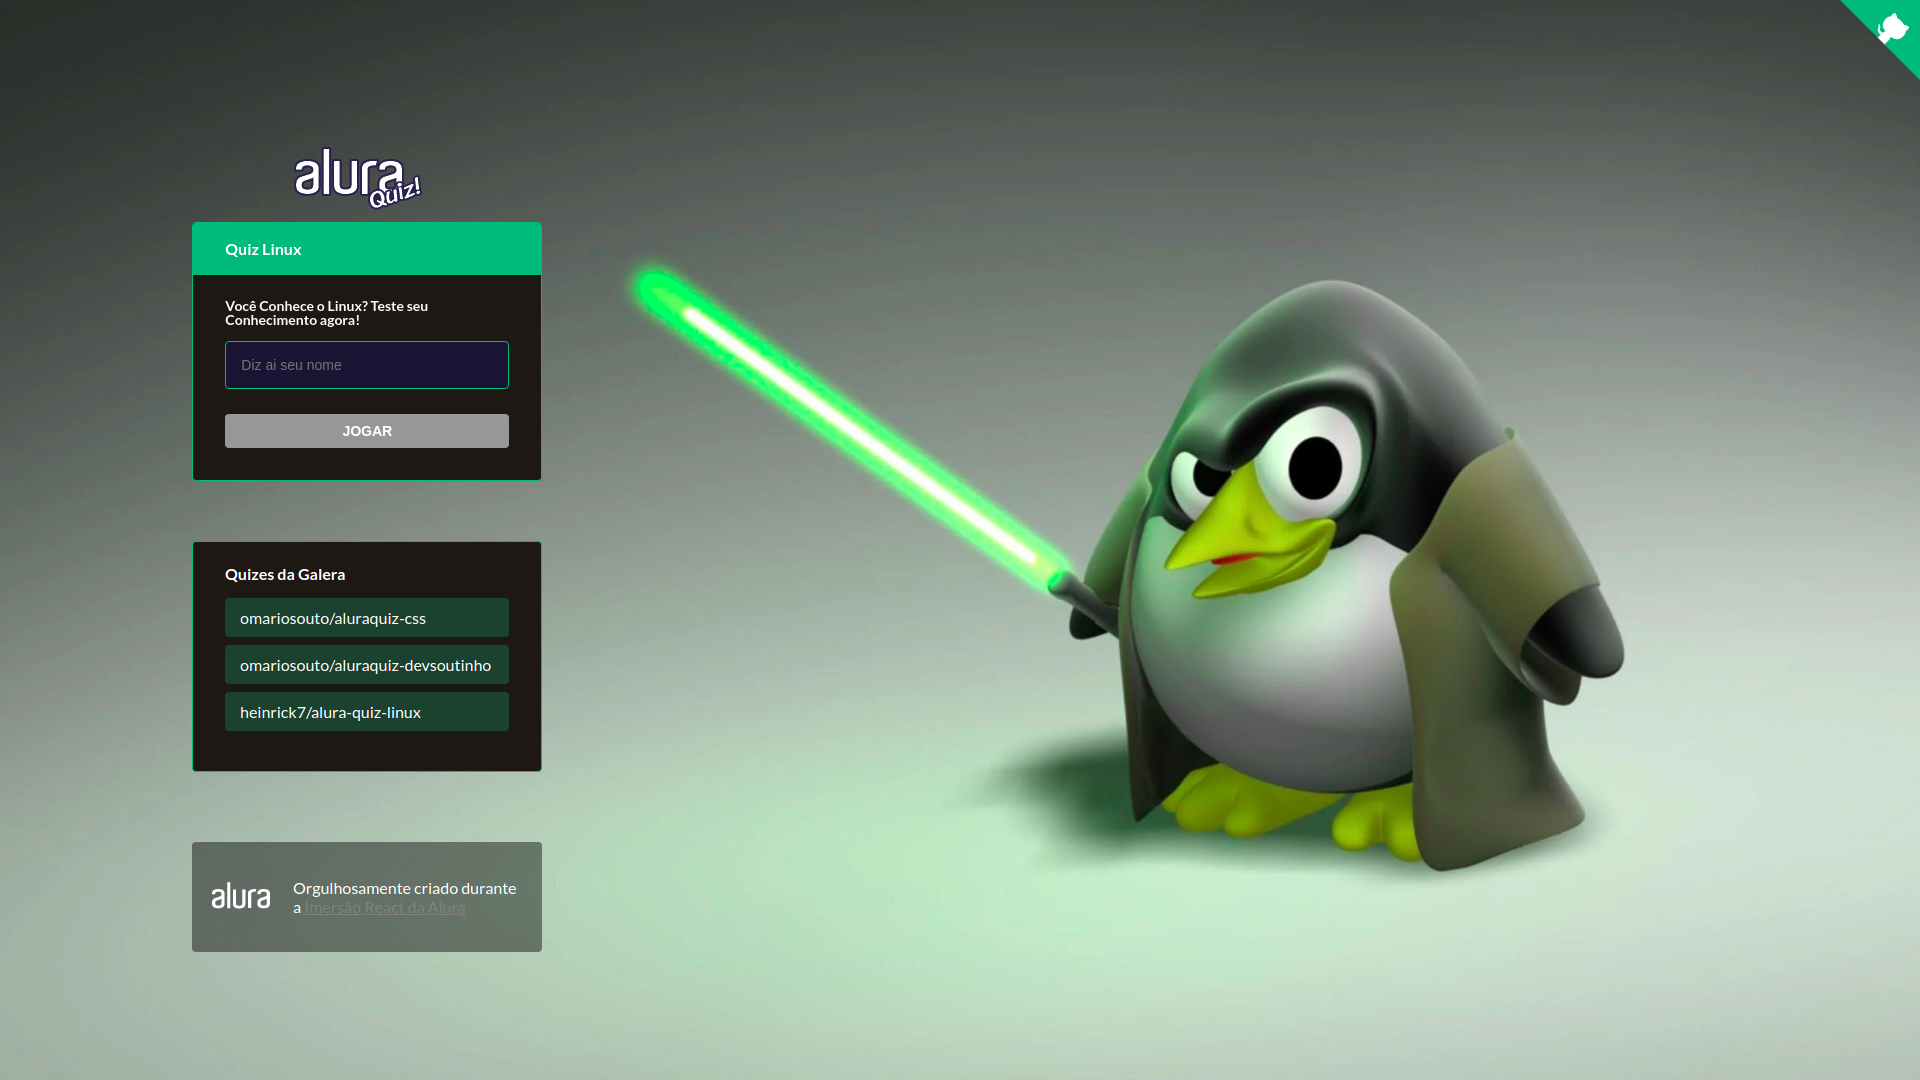 alura
Quiz!
Quiz Linux
Você Conhece o Linux? Teste seu
Conhecimento agora!
Diz ai seu nome
JOGAR
Quizes da Galera
omariosouto/aluraquiz-css
omariosouto/aluraquiz-devsoutinho
heinrick7/alura-quiz-linux
alura
Orgulhosamente criado durante
a Imersão React da Alura